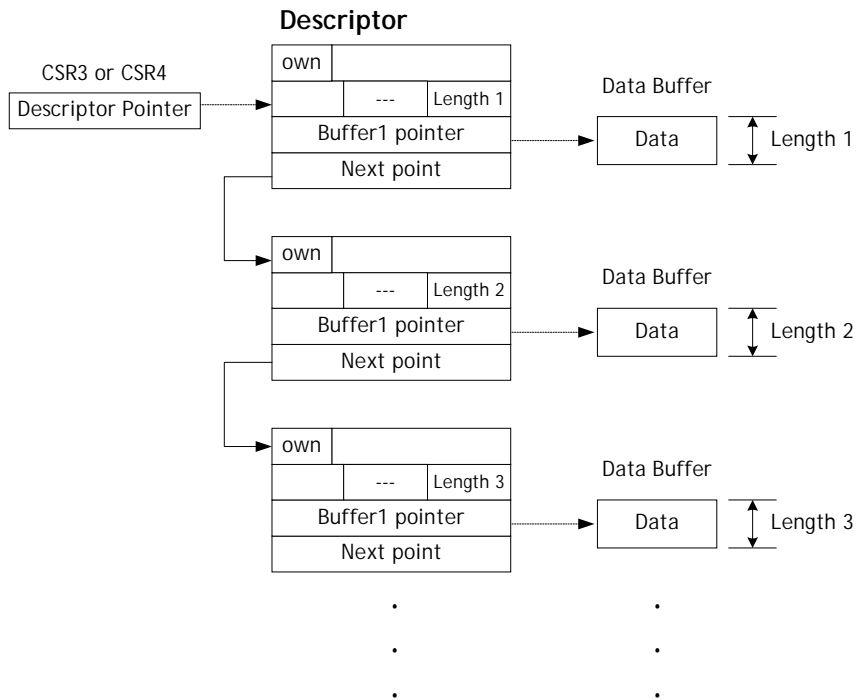 Descriptor
CSR3 or CSR4
Descriptor Pointer
own
--- Length 1
Buffer1 pointer
Next point
Data Buffer
Data
Length 1
own
--- Length 2
Buffer1 pointer
Next point
Data Buffer
Data
Length 2
own
--- Length 3
Buffer1 pointer
Next point
Data Buffer
Data
Length 3